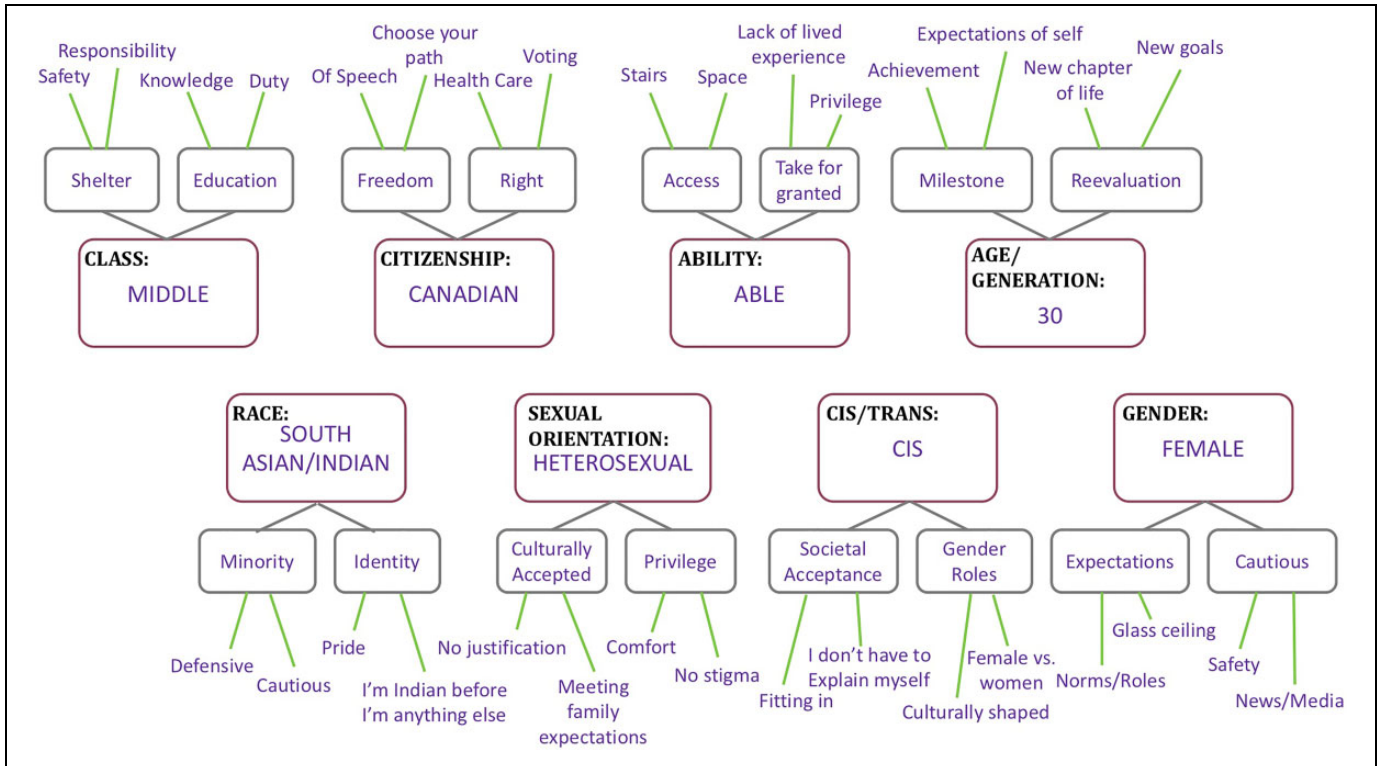 Responsibility
Safety
Knowledge
Duty
Choose your
path
Of Speech
Health Care
Voting
Lack of lived
experience
Stairs
Space
Privilege
Expectations of self
Achievement
New chapter
of life
New goals
Shelter
Education
Freedom
Right
Access
Take for
granted
Milestone
Reevaluation
CLASS:
MIDDLE
CITIZENSHIP:
CANADIAN
ABILITY:
ABLE
AGE/
GENERATION:
30
RACE:
SOUTH
ASIAN/INDIAN
SEXUAL
ORIENTATION:
HETEROSEXUAL
CIS/TRANS:
CIS
GENDER:
FEMALE
Minority
Identity
Culturally
Accepted
Privilege
Societal
Acceptance
Gender
Roles
Expectations
Cautious
Defensive
Cautious
Pride
I'm Indian before
I'm anything else
No justification
Meeting
family
expectations
Comfort
No stigma
Fitting in
I don't have to
Explain myself
Culturally shaped
Female vs.
women
Norms/Roles
Glass ceiling
Safety
News/Media